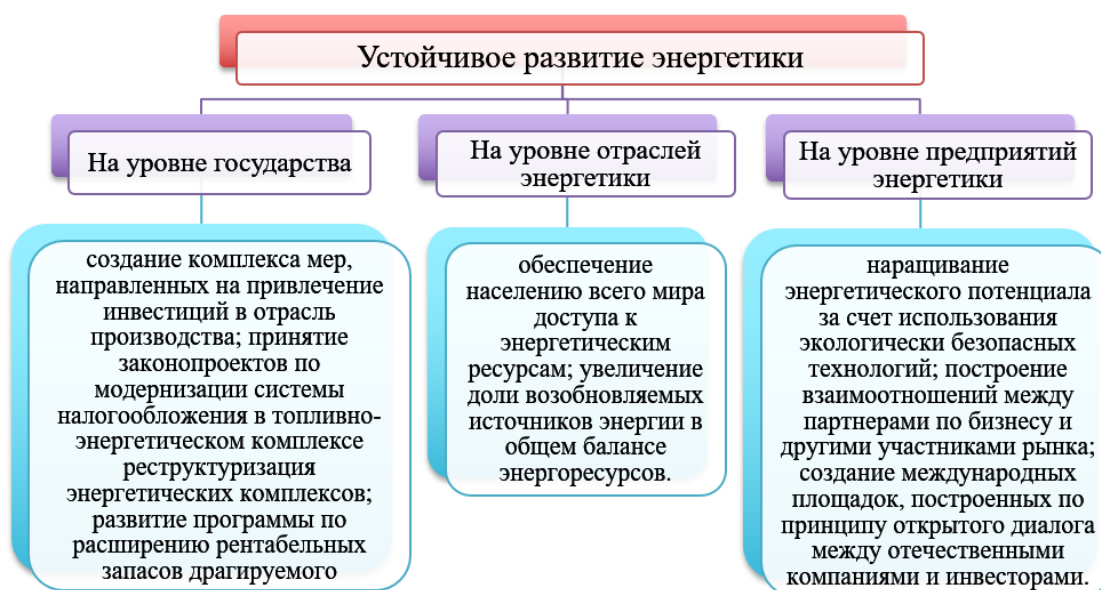 Устойчивое развитие энергетики
На уровне государства
создание комплекса мер,
направленных на привлечение
инвестиций в отрасль
производства; принятие
законопроектов по
модернизации системы
налогообложения в топливно-
энергетическом комплексе
реструктуризация
энергетических комплексов;
развитие программы по
расширению рентабельных
запасов драгируемого
На уровне отраслей
энергетики
обеспечение
населению всего мира
доступа к
энергетическим
ресурсам; увеличение
доли возобновляемых
источников энергии в
общем балансе
энергоресурсов.
На уровне предприятий
энергетики
наращивание
энергетического потенциала
за счет использования
экологически безопасных
технологий; построение
взаимоотношений между
партнерами по бизнесу и
другими участниками рынка;
создание международных
площадок, построенных по
принципу открытого диалога
между отечественными
компаниями и инвесторами.